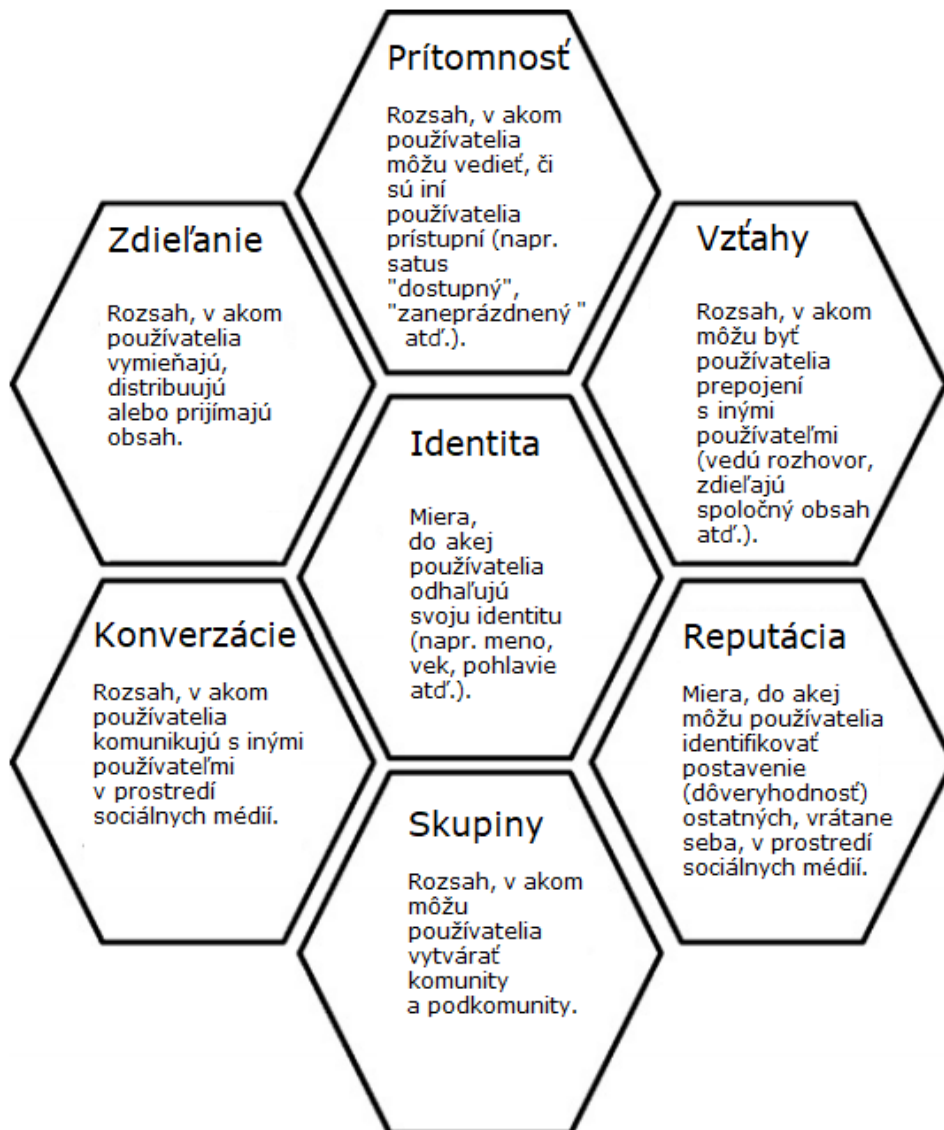 Prítomnosť
Rozsah, v akom
používatelia
môžu vedieť, či
sú iní
používatelia
prístupní (napr.
satus
"dostupný",
"zaneprázdnený "
atď.).
Zdieľanie
Rozsah, v akom
používatelia
vymieňajú,
distribuujú
alebo prijímajú
obsah.
Vzťahy
Rozsah, v akom
môžu byť
používatelia
prepojení
s inými
používateľmi
(vedú rozhovor,
zdieľajú
spoločný obsah
atď.).
Identita
Miera,
do akej
používatelia
odhaľujú
svoju identitu
(napr. meno,
vek, pohlavie
atď.).
Konverzácie
Rozsah, v akom
používatelia
komunikujú s inými
používateľmi
v prostredí
sociálnych médií.
Reputácia
Miera, do akej
môžu používatelia
identifikovať
postavenie
(dôveryhodnosť)
ostatných, vrátane
seba, v prostredí
sociálnych médií.
Skupiny
Rozsah, v akom
môžu
používatelia
vytvárať
komunity
a podkomunity.